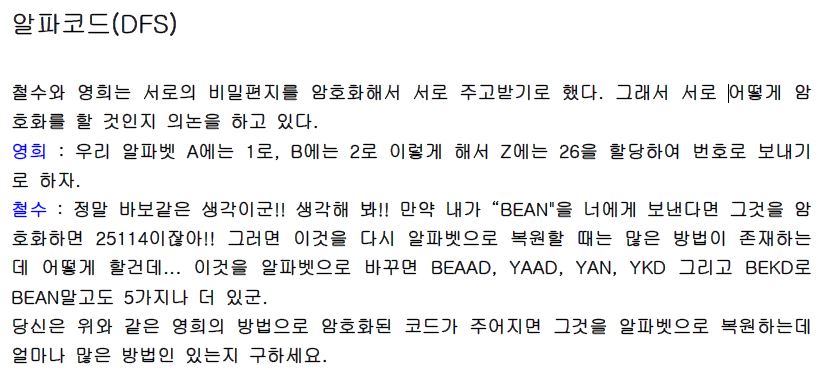 알파코드(DFS)
철수와 영희는 서로의 비밀편지를 암호화해서 서로 주고받기로 했다. 그래서 서로 어떻게 암
호화를 할 것인지 의논을 하고 있다.
영희 : 우리 알파벳 A에는 1로, B에는 2로 이렇게 해서 Z에는 26을 할당하여 번호로 보내기
로 하자.
철수 : 정말 바보같은 생각이군!! 생각해 봐!! 만약 내가 “BEAN"을 너에게 보낸다면 그것을 암
호화하면 25114이잖아!! 그러면 이것을 다시 알파벳으로 복원할 때는 많은 방법이 존재하는
데 어떻게 할건데... 이것을 알파벳으로 바꾸면 BEAAD, YAAD, YAN, YKD 그리고 BEKD로
BEAN말고도 5가지나 더 있군.
당신은 위와 같은 영희의 방법으로 암호화된 코드가 주어지면 그것을 알파벳으로 복원하는데
얼마나 많은 방법인 있는지 구하세요.